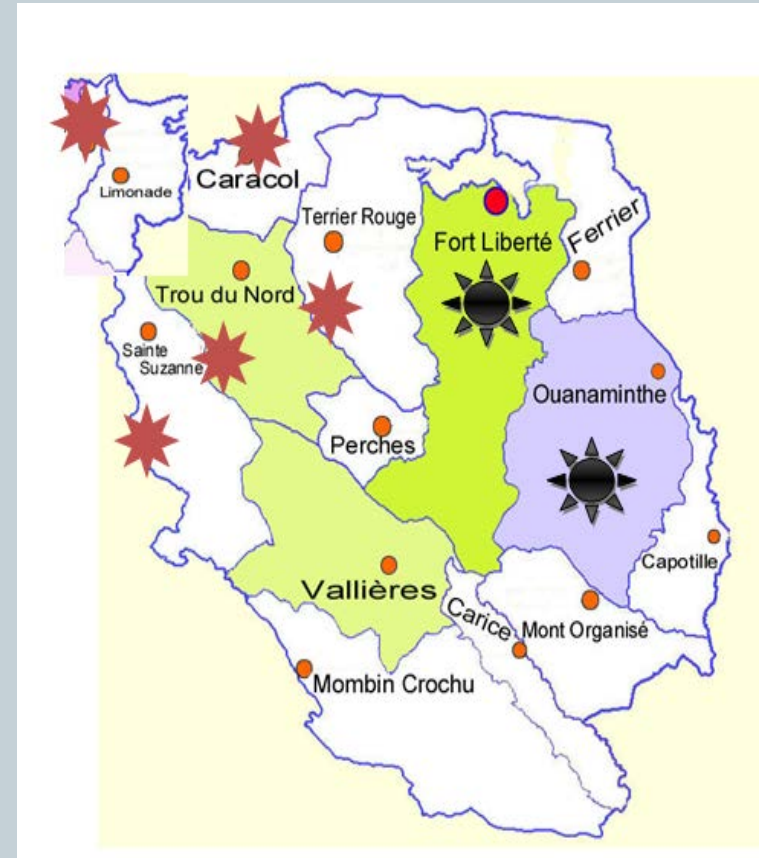 Limonade
Caracol
Terrier Rouge
Fort Liberté
Ferrier
Trou du Nord
Sainte
Suzanne
Ouanaminthe
Perches
Capotille
Vallières
Carice
Mont Organisé
Mombin Crochu